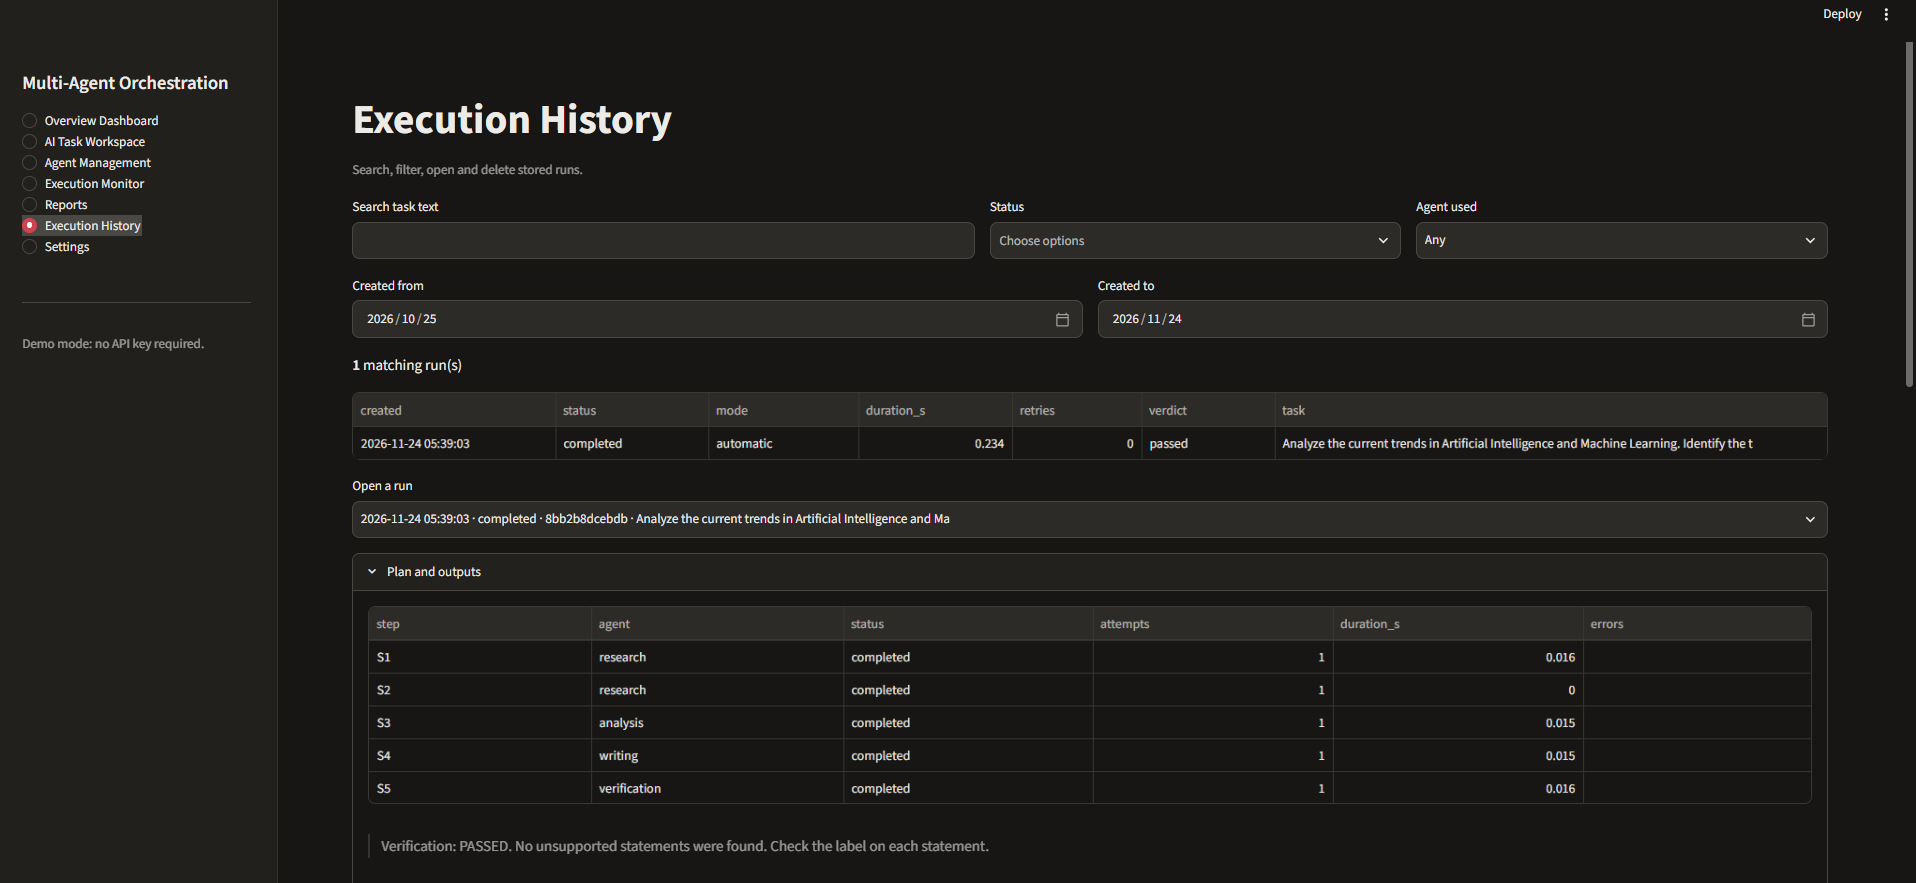 Deploy
Multi-Agent Orchestration
Overview Dashboard
AI Task Workspace
Agent Management
Execution Monitor
Reports
Execution History
Settings
Demo mode: no API key required.
Execution History
Search, filter, open and delete stored runs.
Search task text Status Agent used
Choose options Any
Created from Created to
2026/10/25 2026/11/24
1 matching run(s)
created status mode duration_s retries verdict task
2026-11-24 05:39:03 completed automatic 0.234 0 passed Analyze the current trends in Artificial Intelligence and Machine Learning. Identify the t
Open a run
2026-11-24 05:39:03 · completed · 8bb2b8dcebdb · Analyze the current trends in Artificial Intelligence and Ma
Plan and outputs
step agent status attempts duration_s errors
S1 research completed 1 0.016
S2 research completed 1 0
S3 analysis completed 1 0.015
S4 writing completed 1 0.015
S5 verification completed 1 0.016
Verification: PASSED. No unsupported statements were found. Check the label on each statement.